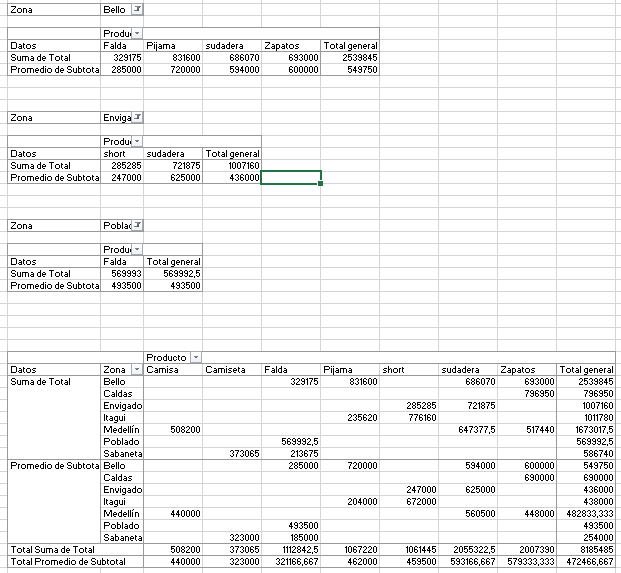 Zona Bello
Produ
Datos Falda Pijama sudadera Zapatos Total general
Suma de Total 329175 831600 686070 693000 2539845
Promedio de Subtota 285000 720000 594000 600000 549750
Zona Enviga
Produ
Datos short sudadera Total general
Suma de Total 285285 721875 1007160
Promedio de Subtota 247000 625000 436000
Zona Poblac
Produ
Datos Falda Total general
Suma de Total 569993 569992,5
Promedio de Subtota 493500 493500
Producto
Datos Zona Camisa Camiseta Falda Pijama short sudadera Zapatos Total general
Suma de Total Bello 329175 831600 686070 693000 2539845
Caldas 796950 796950
Envigado 285285 721875 1007160
Itagui 235620 776160 1011780
Medellín 508200 647377,5 517440 1673017,5
Poblado 569992,5 569992,5
Sabaneta 373065 213675 586740
Promedio de Subtota Bello 285000 720000 594000 600000 549750
Caldas 690000 690000
Envigado 247000 625000 436000
Itagui 204000 672000 438000
Medellín 440000 560500 448000 482833,333
Poblado 493500 493500
Sabaneta 323000 185000 254000
Total Suma de Total 508200 373065 1112842,5 1067220 1061445 2055322,5 2007390 8185485
Total Promedio de Subtotal 440000 323000 321166,667 462000 459500 593166,667 579333,333 472466,667